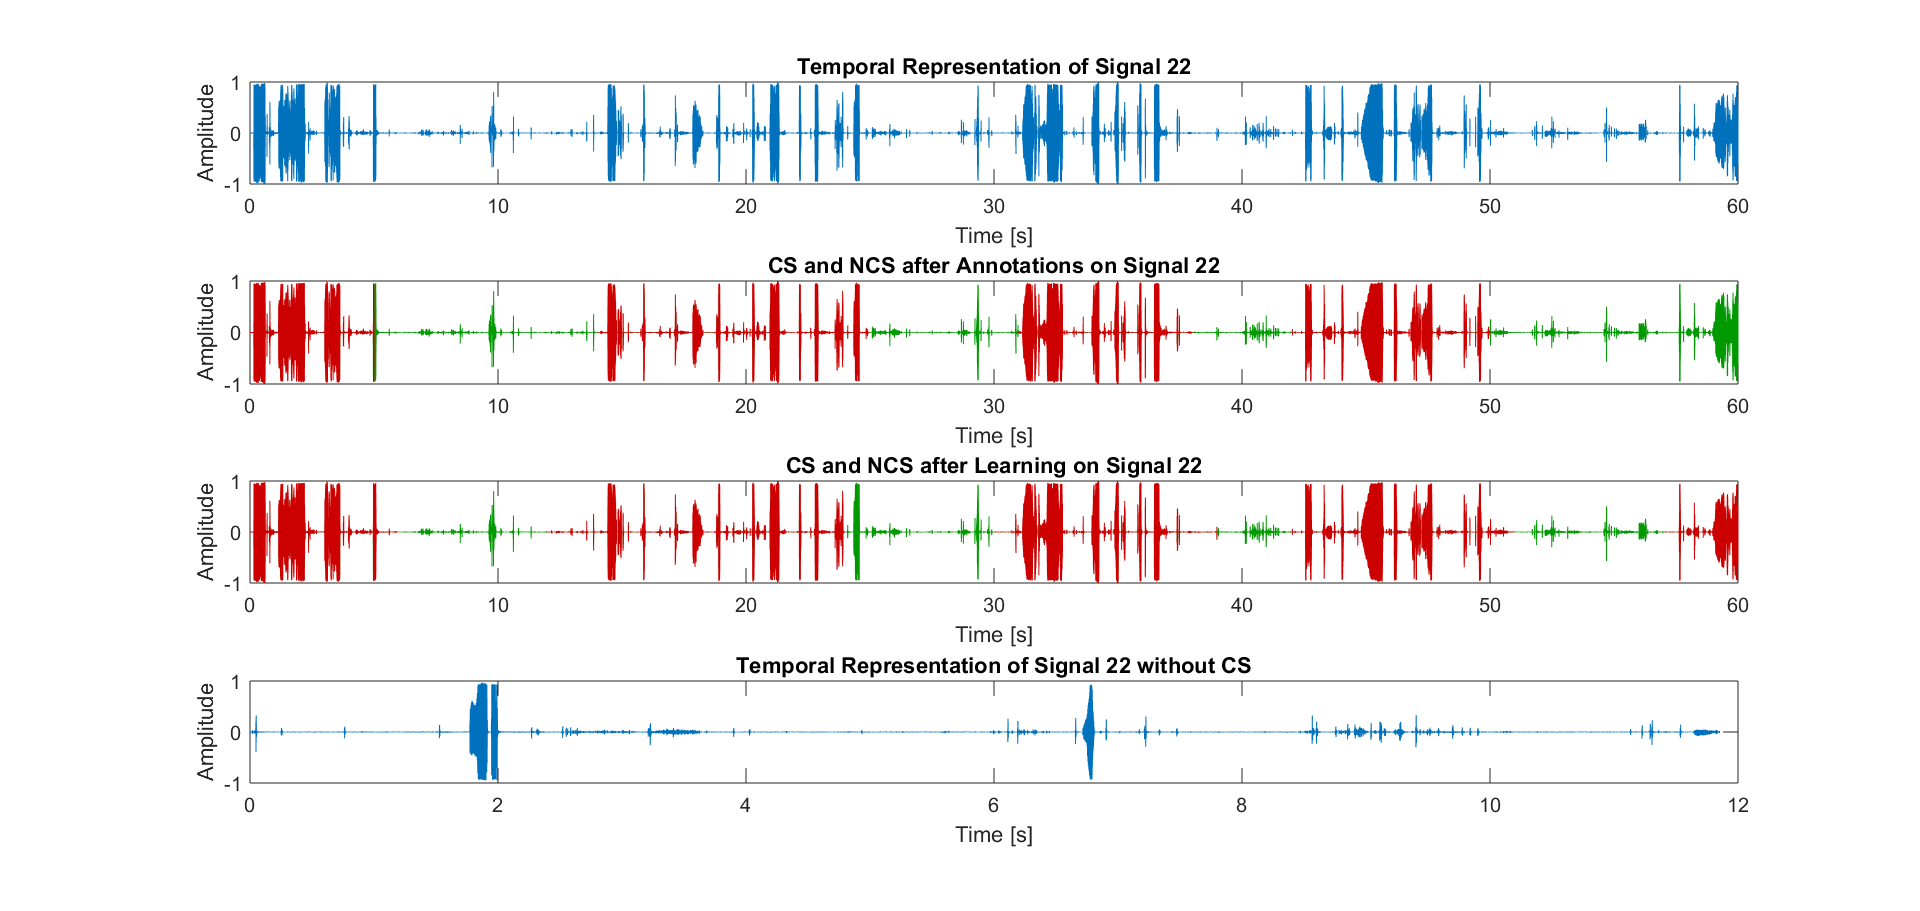 Temporal Representation of Signal 22
1
0
-1
Amplitude
0 10 20 30 40 50 60
Time [s]
CS and NCS after Annotations on Signal 22
1
0
-1
Amplitude
0 10 20 30 40 50 60
Time [s]
CS and NCS after Learning on Signal 22
1
0
-1
Amplitude
0 10 20 30 40 50 60
Time [s]
Temporal Representation of Signal 22 without CS
1
0
-1
Amplitude
0 2 4 6 8 10 12
Time [s]